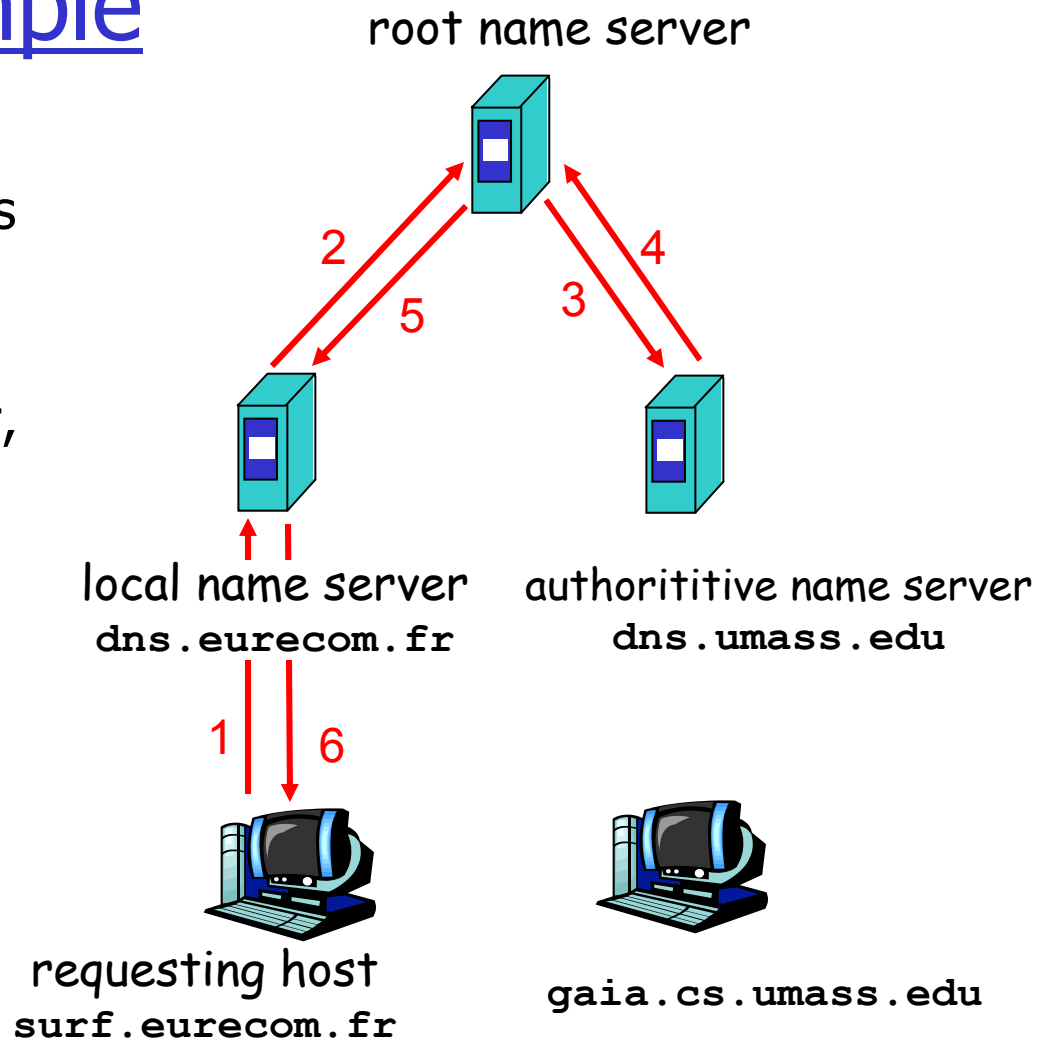 root name server
2
5
3
4
local name server
dns.eurecom.fr
authorititive name server
dns.umass.edu
1
6
requesting host
surf.eurecom.fr
gaia.cs.umass.edu